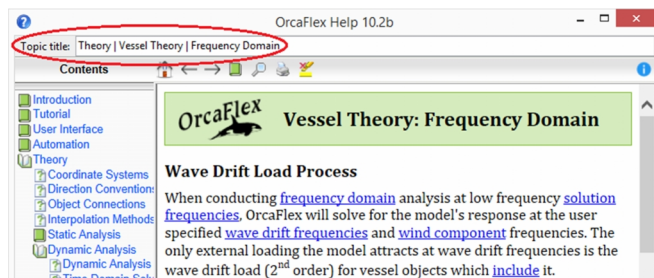 OrcaFlex Help 10.2b
Topic title: Theory | Vessel Theory | Frequency Domain
Contents
Introduction
Tutorial
User Interface
Automation
Theory
Coordinate Systems
Direction Conventions
Object Connections
Interpolation Methods
Static Analysis
Dynamic Analysis
Dynamic Analysis
OrcaFlex
Vessel Theory: Frequency Domain
Wave Drift Load Process
When conducting frequency domain analysis at low frequency solution
frequencies, OrcaFlex will solve for the model's response at the user
specified wave drift frequencies and wind component frequencies. The
only external loading the model attracts at wave drift frequencies is the
wave drift load (2nd order) for vessel objects which include it.